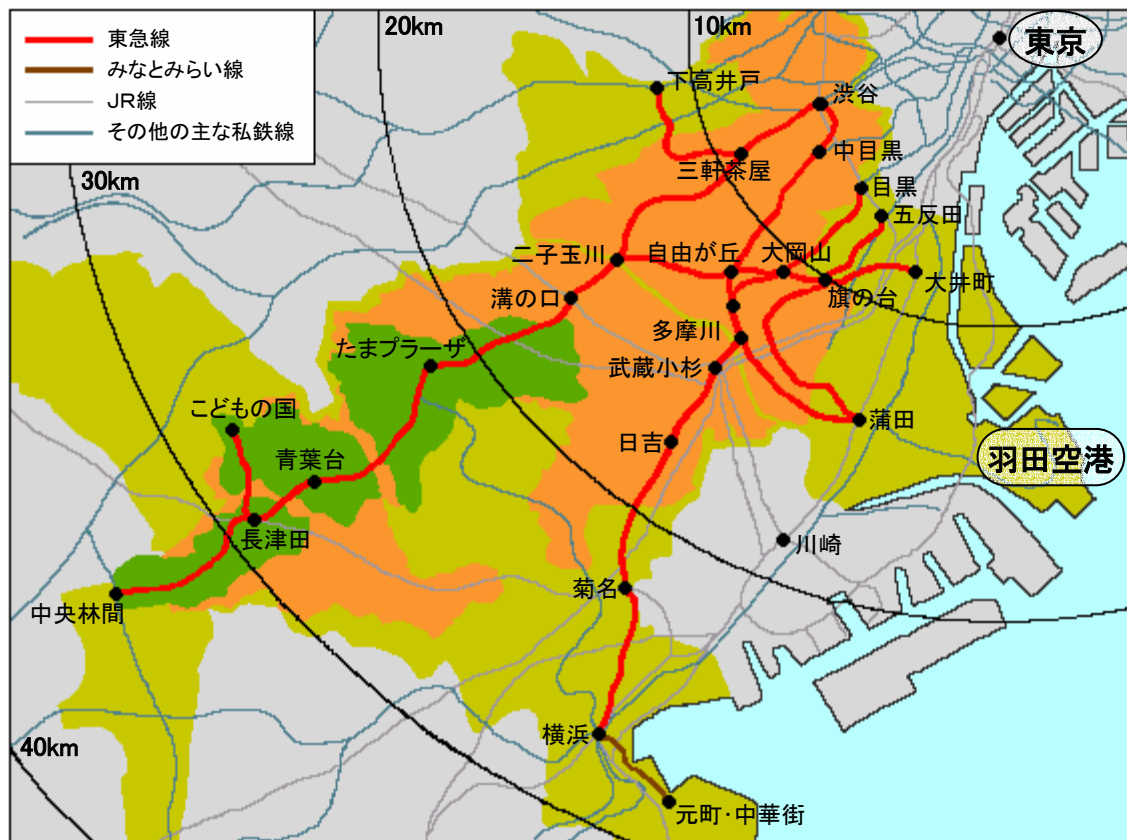 東急線
みなとみらい線
JR線
その他の主な私鉄線
20km
10km
東京
下高井戸
渋谷
中目黒
三軒茶屋
30km
目黒
五反田
二子玉川
自由が丘
大岡山
大井町
溝の口
旗の台
多摩川
たまプラーザ
武蔵小杉
こどもの国
蒲田
日吉
羽田空港
青葉台
長津田
川崎
菊名
中央林間
横浜
40km
元町・中華街